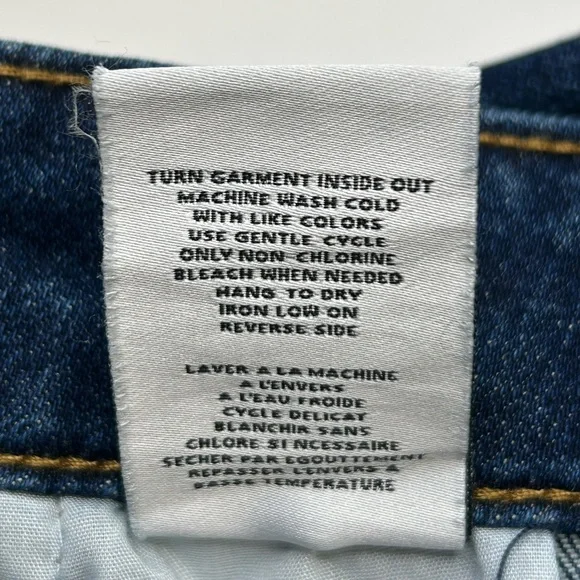 TURN GARMENT INSIDE OUT
MACHINE WASH COLD
WITH LIKE COLORS
USE GENTLE CYCLE
ONLY NON-CHLORINE
BLEACH WHEN NEEDED
HANG TO DRY
IRON LOW ON
REVERSE SIDE
LAVER A LA MACHINE
A L'ENVERS
A L'EAU FROIDE
CYCLE DELICAT
BLANCHIR SANS
CHLORE SI NCESSAIRE
SECHER PAR EGOUTTEMENT
REPASSER L'ENVERS A
BASSE TEMPERATURE